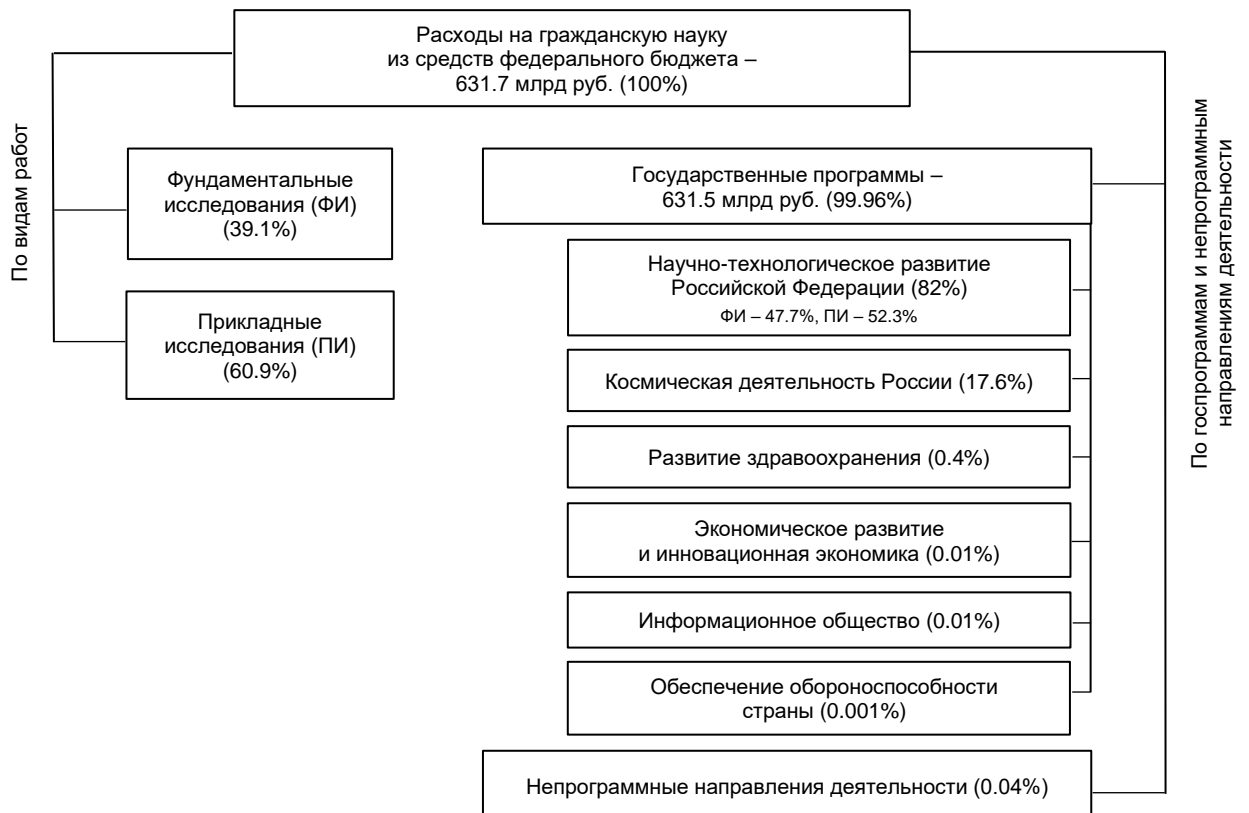 Расходы на гражданскую науку
из средств федерального бюджета –
631.7 млрд руб. (100%)
По видам работ
Фундаментальные
исследования (ФИ)
(39.1%)
Прикладные
исследования (ПИ)
(60.9%)
Государственные программы –
631.5 млрд руб. (99.96%)
Научно-технологическое развитие
Российской Федерации (82%)
ФИ – 47.7%, ПИ – 52.3%
Космическая деятельность России (17.6%)
Развитие здравоохранения (0.4%)
Экономическое развитие
и инновационная экономика (0.01%)
Информационное общество (0.01%)
Обеспечение обороноспособности
страны (0.001%)
Непрограммные направления деятельности (0.04%)
По госпрограммам и непрограммным
направлениям деятельности